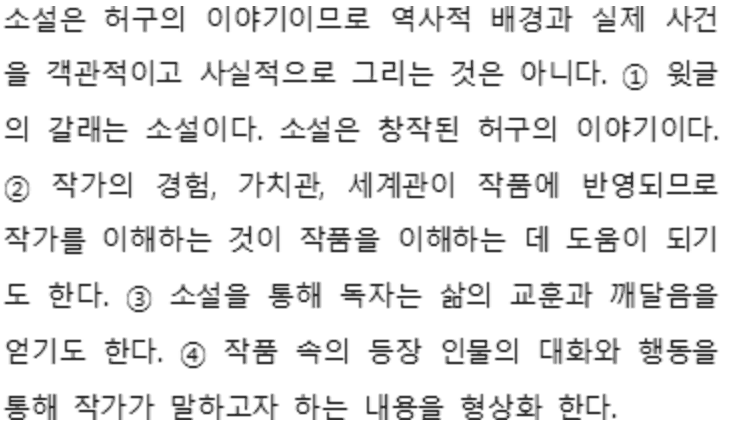 소설은 허구의 이야기이므로 역사적 배경과 실제 사건
을 객관적이고 사실적으로 그리는 것은 아니다. ① 윗글
의 갈래는 소설이다. 소설은 창작된 허구의 이야기이다.
② 작가의 경험, 가치관, 세계관이 작품에 반영되므로
작가를 이해하는 것이 작품을 이해하는 데 도움이 되기
도 한다. ③ 소설을 통해 독자는 삶의 교훈과 깨달음을
얻기도 한다. ④ 작품 속의 등장 인물의 대화와 행동을
통해 작가가 말하고자 하는 내용을 형상화 한다.